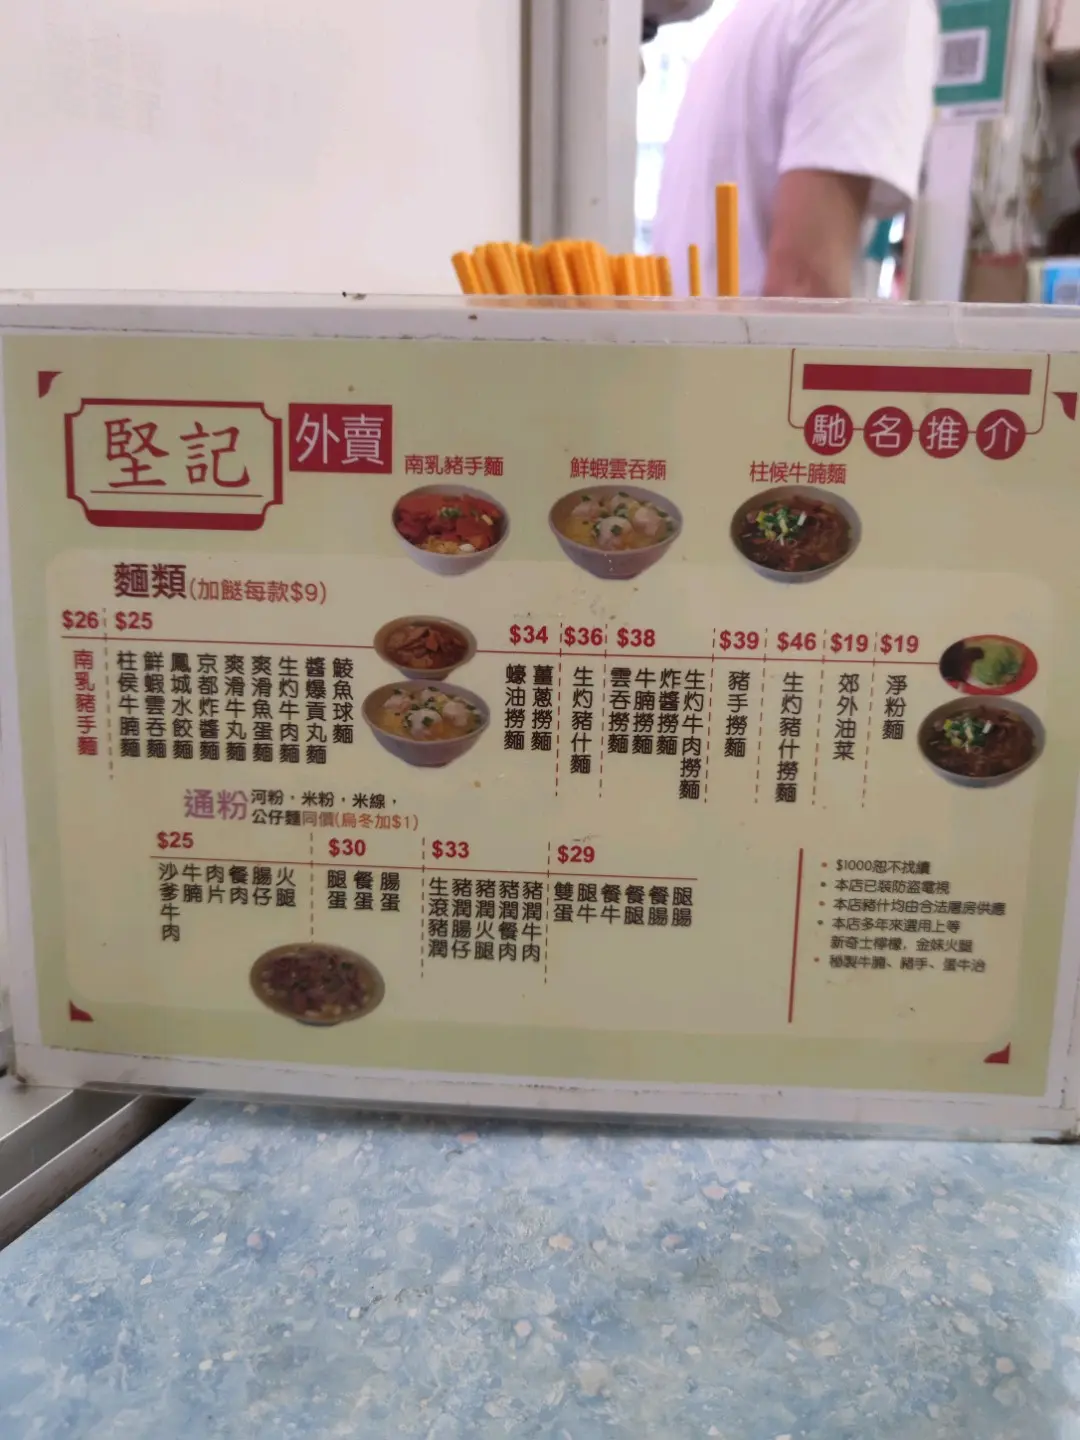 堅記
外賣
馳名推介
南乳豬手麵
鮮蝦雲吞麵
柱候牛腩麵
麵類(加餸每款$9)
$26
南乳豬手麵
$25
柱侯牛腩麵
鮮蝦雲吞麵
鳳城水餃麵
京都炸醬麵
爽滑牛丸麵
爽滑魚蛋麵
生灼牛肉麵
醬爆貢丸麵
鯪魚球麵
$34
蠔油撈麵
薑蔥撈麵
$36
生灼豬什麵
$38
雲吞撈麵
牛腩撈麵
炸醬撈麵
生灼牛肉撈麵
$39
豬手撈麵
$46
生灼豬什撈麵
$19
郊外油菜
$19
淨粉麵
通粉
河粉，米粉，米線，
公仔麵同價(烏冬加$1)
$25
沙爹牛肉
牛腩
肉片
餐肉
腸仔
火腿
$30
腿蛋
餐蛋
腸蛋
$33
生滾豬潤
豬潤腸仔
豬潤火腿
豬潤餐肉
豬潤牛肉
$29
雙蛋
腿牛
餐牛
餐腿
餐腸
腿腸
• $1000恕不找續
• 本店已裝防盜電視
• 本店豬什均由合法屠房供應
• 本店多年來選用上等
新奇士檸檬，金妹火腿
• 秘製牛腩、豬手、蛋牛治